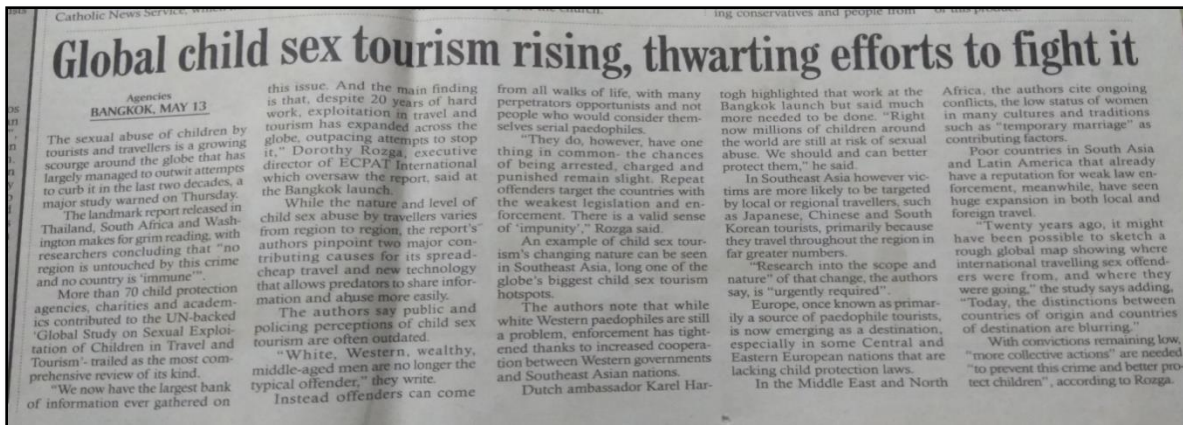 Catholic News Service,
ing conservatives and people from
Global child sex tourism rising, thwarting efforts to fight it
Agencies
BANGKOK, MAY 13
The sexual abuse of children by
tourists and travellers is a growing
scourge around the globe that has
largely managed to outwit attempts
to curb it in the last two decades, a
major study warned on Thursday.
The landmark report released in
Thailand, South Africa and Wash-
ington makes for grim reading, with
researchers concluding that "no
region is untouched by this crime
and no country is 'immune'".
More than 70 child protection
agencies, charities and academ-
ics contributed to the UN-backed
'Global Study on Sexual Exploi-
tation of Children in Travel and
Tourism'- trailed as the most com-
prehensive review of its kind.
"We now have the largest bank
of information ever gathered on
this issue. And the main finding
is that, despite 20 years of hard
work, exploitation in travel and
tourism has expanded across the
globe, outpacing attempts to stop
it," Dorothy Rozga, executive
director of ECPAT International
which oversaw the report, said at
the Bangkok launch.
While the nature and level of
child sex abuse by travellers varies
from region to region, the report's
authors pinpoint two major con-
tributing causes for its spread-
cheap travel and new technology
that allows predators to share infor-
mation and abuse more easily.
The authors say public and
policing perceptions of child sex
tourism are often outdated.
"White, Western, wealthy,
middle-aged men are no longer the
typical offender," they write.
Instead offenders can come
from all walks of life, with many
perpetrators opportunists and not
people who would consider them-
selves serial paedophiles.
"They do, however, have one
thing in common- the chances
of being arrested, charged and
punished remain slight. Repeat
offenders target the countries with
the weakest legislation and en-
forcement. There is a valid sense
of 'impunity'," Rozga said.
An example of child sex tour-
ism's changing nature can be seen
in Southeast Asia, long one of the
globe's biggest child sex tourism
hotspots.
The authors note that while
white Western paedophiles are still
a problem, enforcement has tight-
ened thanks to increased coopera-
tion between Western governments
and Southeast Asian nations.
Dutch ambassador Karel Har-
togh highlighted that work at the
Bangkok launch but said much
more needed to be done. "Right
now millions of children around
the world are still at risk of sexual
abuse. We should and can better
protect them," he said.
In Southeast Asia however vic-
tims are more likely to be targeted
by local or regional travellers, such
as Japanese, Chinese and South
Korean tourists, primarily because
they travel throughout the region in
far greater numbers.
"Research into the scope and
nature" of that change, the authors
say, is "urgently required".
Europe, once known as primar-
ily a source of paedophile tourists,
is now emerging as a destination,
especially in some Central and
Eastern European nations that are
lacking child protection laws.
In the Middle East and North
Africa, the authors cite ongoing
conflicts, the low status of women
in many cultures and traditions
such as "temporary marriage" as
contributing factors.
Poor countries in South Asia
and Latin America that already
have a reputation for weak law en-
forcement, meanwhile, have seen
huge expansion in both local and
foreign travel.
"Twenty years ago, it might
have been possible to sketch a
rough global map showing where
international travelling sex offend-
ers were from, and where they
were going," the study says adding,
"Today, the distinctions between
countries of origin and countries
of destination are blurring."
With convictions remaining low,
"more collective actions" are needed
"to prevent this crime and better pro-
tect children", according to Rozga.